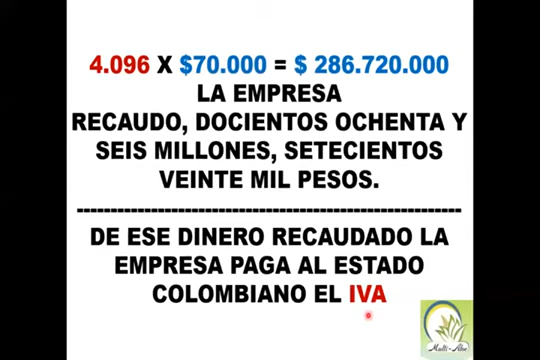 4.096 X $70.000 = $ 286.720.000
LA EMPRESA
RECAUDO, DOCIENTOS OCHENTA Y
SEIS MILLONES, SETECIENTOS
VEINTE MIL PESOS.
----------------------------------------------------------
DE ESE DINERO RECAUDADO LA
EMPRESA PAGA AL ESTADO
COLOMBIANO EL IVA
Multi-Aloe